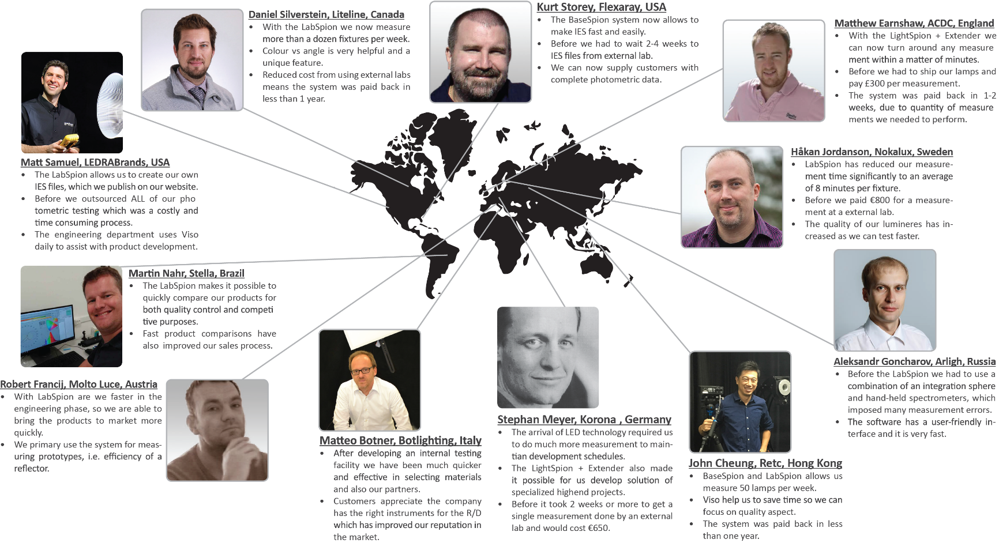 Daniel Silverstein, Liteline, Canada
• With the LabSpion we now measure
more than a dozen fixtures per week.
• Colour vs angle is very helpful and a
unique feature.
• Reduced cost from using external labs
means the system was paid back in
less than 1 year.
Kurt Storey, Flexaray, USA
• The BaseSpion system now allows to
make IES fast and easily.
• Before we had to wait 2-4 weeks to
IES files from external lab.
• We can now supply customers with
complete photometric data.
Matthew Earnshaw, ACDC, England
• With the LightSpion + Extender we
can now turn around any measure
ment within a matter of minutes.
• Before we had to ship our lamps and
pay £300 per measurement.
• The system was paid back in 1-2
weeks, due to quantity of measure
ments we needed to perform.
Matt Samuel, LEDRABrands, USA
• The LabSpion allows us to create our own
IES files, which we publish on our website.
• Before we outsourced ALL of our pho
tometric testing which was a costly and
time consuming process.
• The engineering department uses Viso
daily to assist with product development.
Håkan Jordanson, Nokalux, Sweden
• LabSpion has reduced our measure-
ment time significantly to an average
of 8 minutes per fixture.
• Before we paid €800 for a measure-
ment at a external lab.
• The quality of our lumineres has in-
creased as we can test faster.
Martin Nahr, Stella, Brazil
• The LabSpion makes it possible to
quickly compare our products for
both quality control and competi
tive purposes.
• Fast product comparisons have
also improved our sales process.
Robert Francij, Molto Luce, Austria
• With LabSpion are we faster in the
engineering phase, so we are able to
bring the products to market more
quickly.
• We primary use the system for meas-
uring prototypes, i.e. efficiency of a
reflector.
Matteo Botner, Botlighting, Italy
• After developing an internal testing
facility we have been much quicker
and effective in selecting materials
and also our partners.
• Customers appreciate the company
has the right instruments for the R/D
which has improved our reputation in
the market.
Stephan Meyer, Korona , Germany
• The arrival of LED technology required us
to do much more measurement to main-
tian development schedules.
• The LightSpion + Extender also made
it possible for us develop solution of
specialized highend projects.
• Before it took 2 weeks or more to get a
single measurement done by an external
lab and would cost €650.
John Cheung, Retc, Hong Kong
• BaseSpion and LabSpion allows us
measure 50 lamps per week.
• Viso help us to save time so we can
focus on quality aspect.
• The system was paid back in less
than one year.
Aleksandr Goncharov, Arligh, Russia
• Before the LabSpion we had to use a
combination of an integration sphere
and hand-held spectrometers, which
imposed many measurement errors.
• The software has a user-friendly in-
terface and it is very fast.